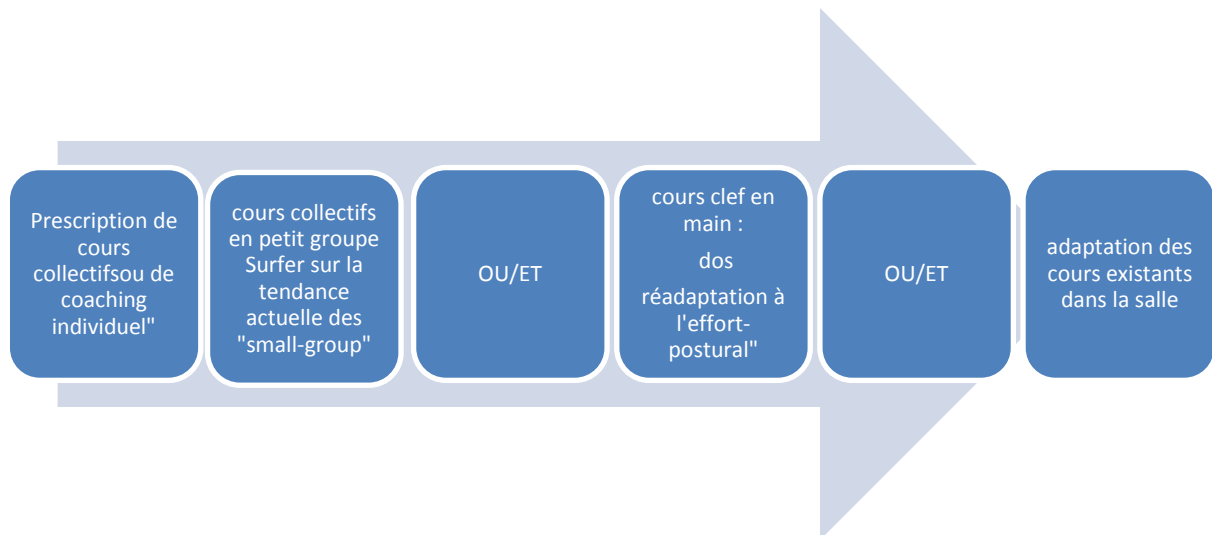 Prescription de
cours
collectifsou de
coaching
individuel"
cours collectifs
en petit groupe
Surfer sur la
tendance
actuelle des
"small-group"
OU/ET
cours clef en
main :
dos
réadaptation à
l'effort-
postural"
OU/ET
adaptation des
cours existants
dans la salle